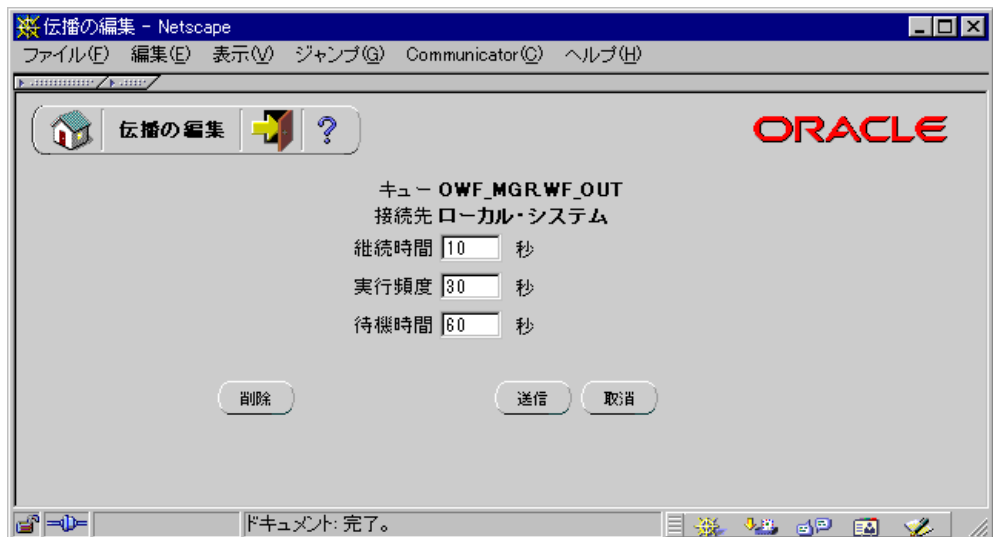 伝播の編集 - Netscape
ファイル(F) 編集(E) 表示(V) ジャンプ(G) Communicator(C) ヘルプ(H)
伝播の編集 ?
ORACLE
キュー OWF_MGR.WF_OUT
接続先 ローカル・システム
継続時間 10 秒
実行頻度 30 秒
待機時間 60 秒
削除 送信 取消
ドキュメント: 完了。